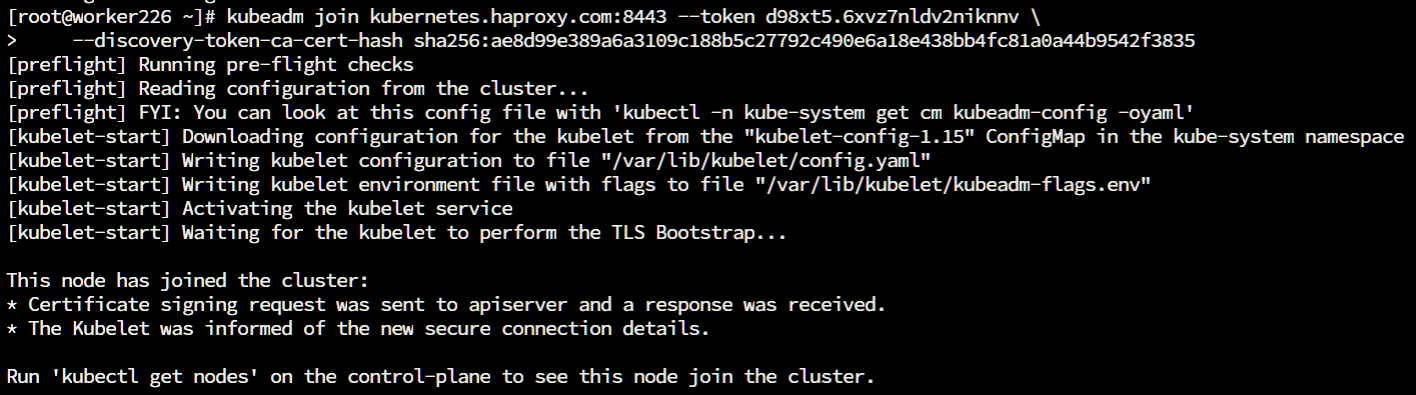 [root@worker226 ~]# kubeadm join kubernetes.haproxy.com:8443 --token d98xt5.6xvz7nldv2niknnv \
>     --discovery-token-ca-cert-hash sha256:ae8d99e389a6a3109c188b5c27792c490e6a18e438bb4fc81a0a44b9542f3835
[preflight] Running pre-flight checks
[preflight] Reading configuration from the cluster...
[preflight] FYI: You can look at this config file with 'kubectl -n kube-system get cm kubeadm-config -oyaml'
[kubelet-start] Downloading configuration for the kubelet from the "kubelet-config-1.15" ConfigMap in the kube-system namespace
[kubelet-start] Writing kubelet configuration to file "/var/lib/kubelet/config.yaml"
[kubelet-start] Writing kubelet environment file with flags to file "/var/lib/kubelet/kubeadm-flags.env"
[kubelet-start] Activating the kubelet service
[kubelet-start] Waiting for the kubelet to perform the TLS Bootstrap...

This node has joined the cluster:
* Certificate signing request was sent to apiserver and a response was received.
* The Kubelet was informed of the new secure connection details.

Run 'kubectl get nodes' on the control-plane to see this node join the cluster.